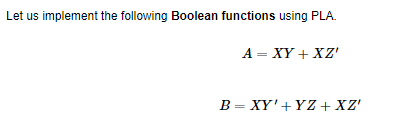 Let us implement the following Boolean functions using PLA.
A = XY + XZ'
B = XY' + YZ + XZ'